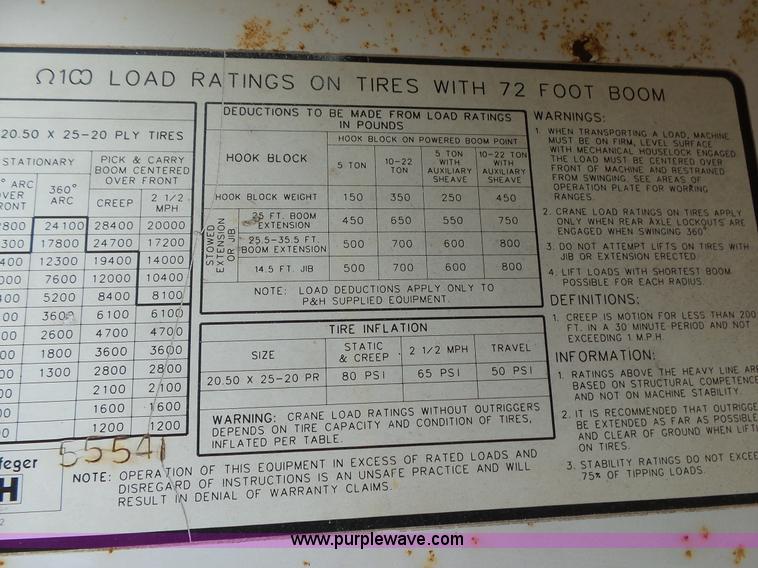 Ω100 LOAD RATINGS ON TIRES WITH 72 FOOT BOOM
20.50 X 25-20 PLY TIRES
STATIONARY
PICK & CARRY
BOOM CENTERED
OVER FRONT
ARC
360°
ARC
CREEP
2 1/2
MPH
24100 28400 20000
17800 24700 17200
12300 19400 14000
7600 12000 10400
5200 8400 8100
3600 6100 6100
2600 4700 4700
1800 3600 3600
1300 2800 2800
2100 2100
1600 1600
1200 1200
DEDUCTIONS TO BE MADE FROM LOAD RATINGS
IN POUNDS
HOOK BLOCK
HOOK BLOCK ON POWERED BOOM POINT
5 TON
10-22
TON
5 TON
WITH
AUXILIARY
SHEAVE
10-22 TON
WITH
AUXILIARY
SHEAVE
HOOK BLOCK WEIGHT 150 350 250 450
STOWED
EXTENSION
OR JIB
25 FT. BOOM
EXTENSION 450 650 550 750
25.5-35.5 FT.
BOOM EXTENSION 500 700 600 800
14.5 FT. JIB 500 700 600 800
NOTE: LOAD DEDUCTIONS APPLY ONLY TO
P&H SUPPLIED EQUIPMENT.
TIRE INFLATION
SIZE
STATIC
& CREEP
2 1/2 MPH
TRAVEL
20.50 X 25-20 PR 80 PSI 65 PSI 50 PSI
WARNING: CRANE LOAD RATINGS WITHOUT OUTRIGGERS
DEPENDS ON TIRE CAPACITY AND CONDITION OF TIRES,
INFLATED PER TABLE.
WARNINGS:
1. WHEN TRANSPORTING A LOAD, MACHINE
MUST BE ON FIRM, LEVEL SURFACE
WITH MECHANICAL HOUSELOCK ENGAGED.
THE LOAD MUST BE CENTERED OVER
FRONT OF MACHINE AND RESTRAINED
FROM SWINGING. SEE AREAS OF
OPERATION PLATE FOR WORKING
RANGES.
2. CRANE LOAD RATINGS ON TIRES APPLY
ONLY WHEN REAR AXLE LOCKOUTS ARE
ENGAGED WHEN SWINGING 360°
3. DO NOT ATTEMPT LIFTS ON TIRES WITH
JIB OR EXTENSION ERECTED.
4. LIFT LOADS WITH SHORTEST BOOM
POSSIBLE FOR EACH RADIUS.
DEFINITIONS:
1. CREEP IS MOTION FOR LESS THAN 200
FT. IN A 30 MINUTE PERIOD AND NOT
EXCEEDING 1 M.P.H.
INFORMATION:
1. RATINGS ABOVE THE HEAVY LINE AR
BASED ON STRUCTURAL COMPETENCE
AND NOT ON MACHINE STABILITY.
2. IT IS RECOMMENDED THAT OUTRIGGE
BE EXTENDED AS FAR AS POSSIBLE
AND CLEAR OF GROUND WHEN LIFTI
ON TIRES.
3. STABILITY RATINGS DO NOT EXCEE
75% OF TIPPING LOADS.
55541
feger
H
NOTE: OPERATION OF THIS EQUIPMENT IN EXCESS OF RATED LOADS AND
DISREGARD OF INSTRUCTIONS IS AN UNSAFE PRACTICE AND WILL
RESULT IN DENIAL OF WARRANTY CLAIMS.
www.purplewave.com